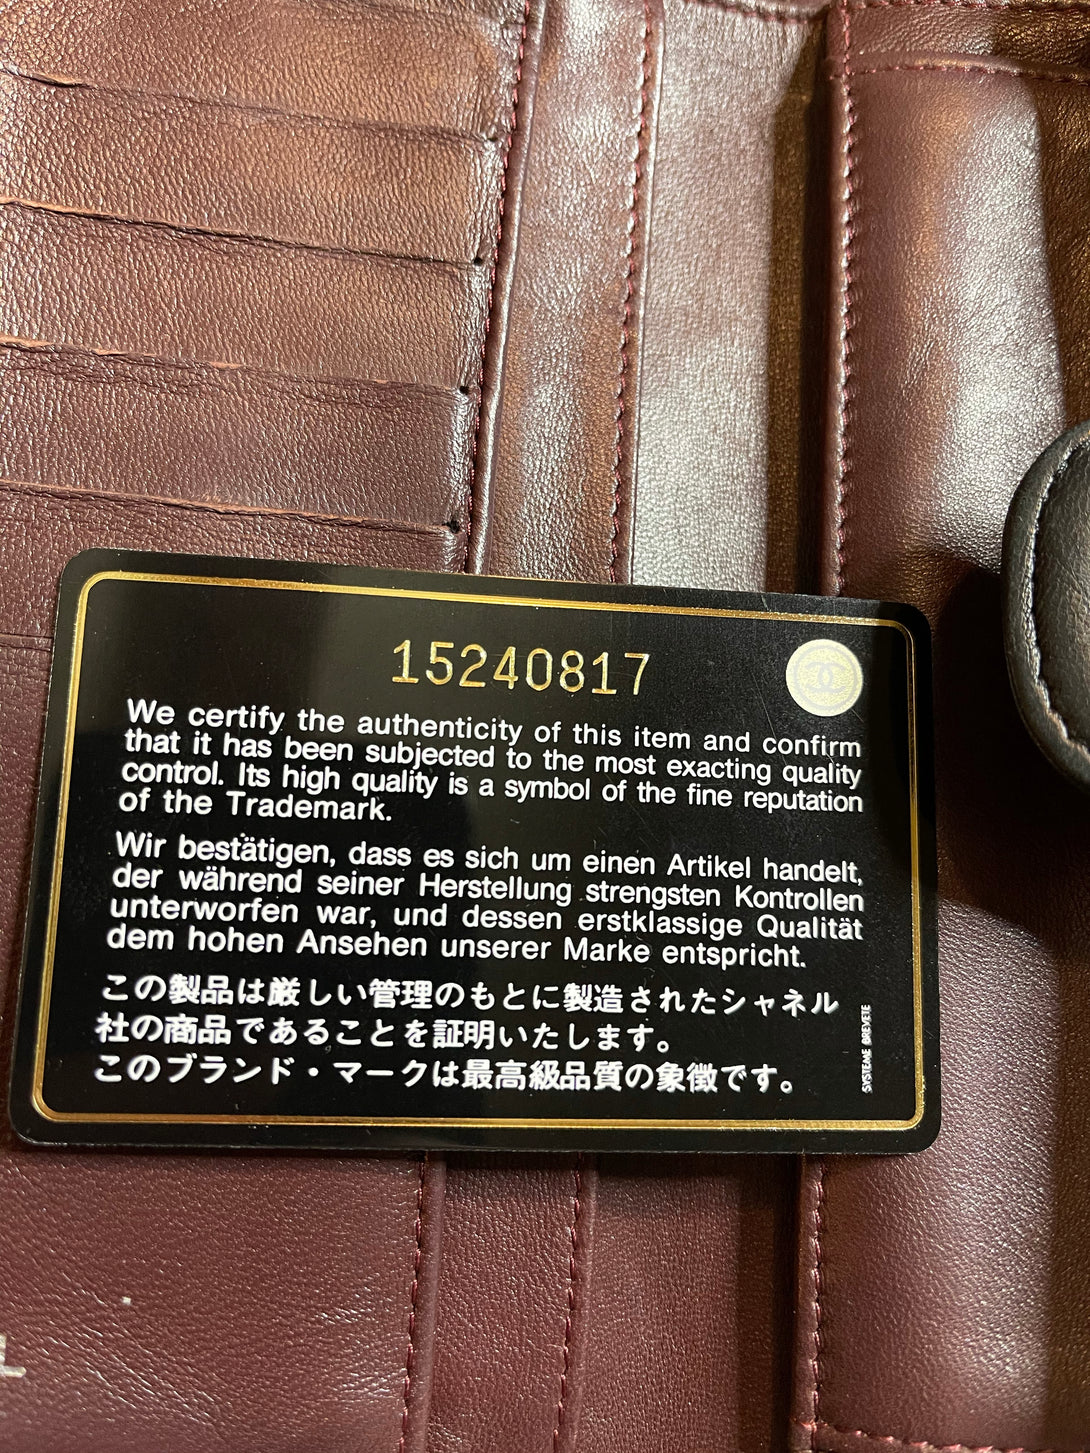 15240817
We certify the authenticity of this item and confirm
that it has been subjected to the most exacting quality
control. Its high quality is a symbol of the fine reputation
of the Trademark.
Wir bestätigen, dass es sich um einen Artikel handelt,
der während seiner Herstellung strengsten Kontrollen
unterworfen war, und dessen erstklassige Qualität
dem hohen Ansehen unserer Marke entspricht.
この製品は厳しい管理のもとに製造されたシャネル
社の商品であることを証明いたします。
このブランド・マークは最高級品質の象徴です。
SYSTEME BREVETE
L